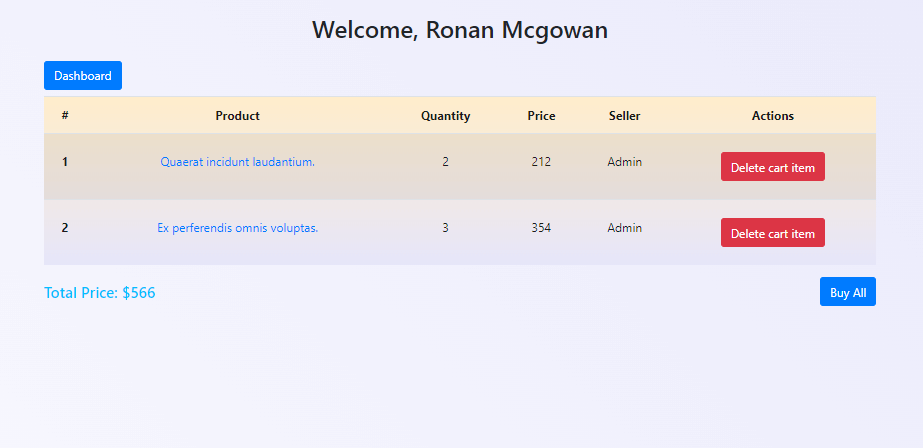 Welcome, Ronan Mcgowan
Dashboard
# Product Quantity Price Seller Actions
1 Quaerat incidunt laudantium. 2 212 Admin Delete cart item
2 Ex perferendis omnis voluptas. 3 354 Admin Delete cart item
Total Price: $566 Buy All